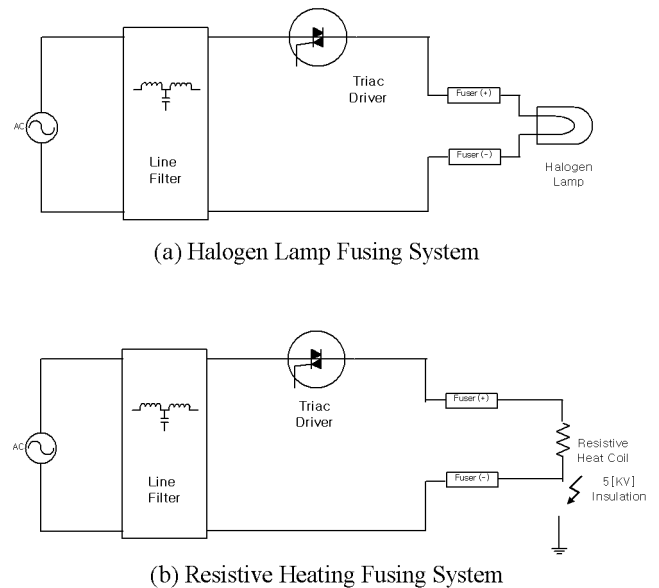 Triac
Driver
Fuser (+)
AC
Line
Filter
Fuser (-)
Halogen
Lamp
(a) Halogen Lamp Fusing System
Triac
Driver
Fuser (+)
AC
Resistive
Heat Coil
Line
Filter
Fuser (-)
5[KV]
Insulation
(b) Resistive Heating Fusing System